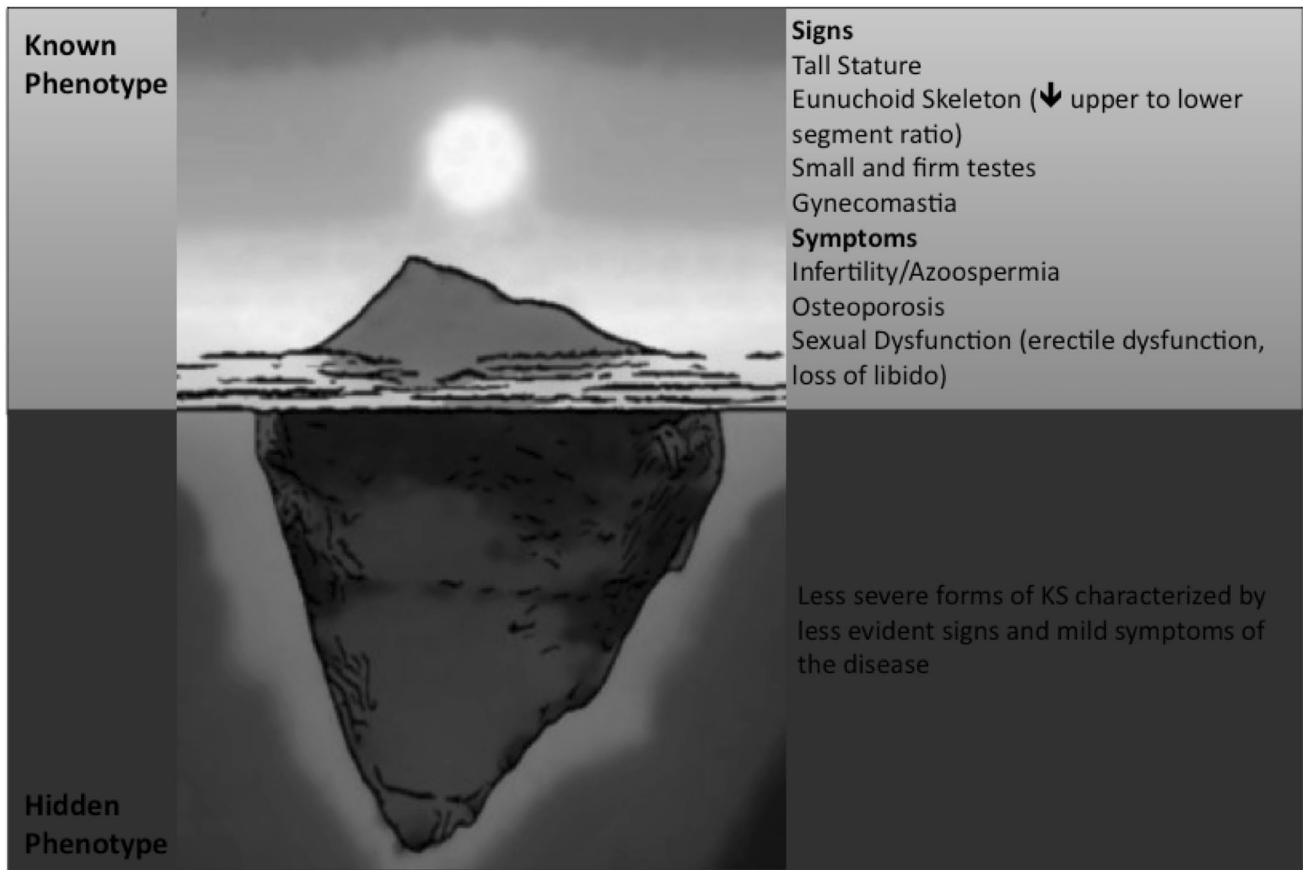 Known
Phenotype
Signs
Tall Stature
Eunuchoid Skeleton (↓ upper to lower
segment ratio)
Small and firm testes
Gynecomastia
Symptoms
Infertility/Azoospermia
Osteoporosis
Sexual Dysfunction (erectile dysfunction,
loss of libido)
Less severe forms of KS characterized by
less evident signs and mild symptoms of
the disease
Hidden
Phenotype